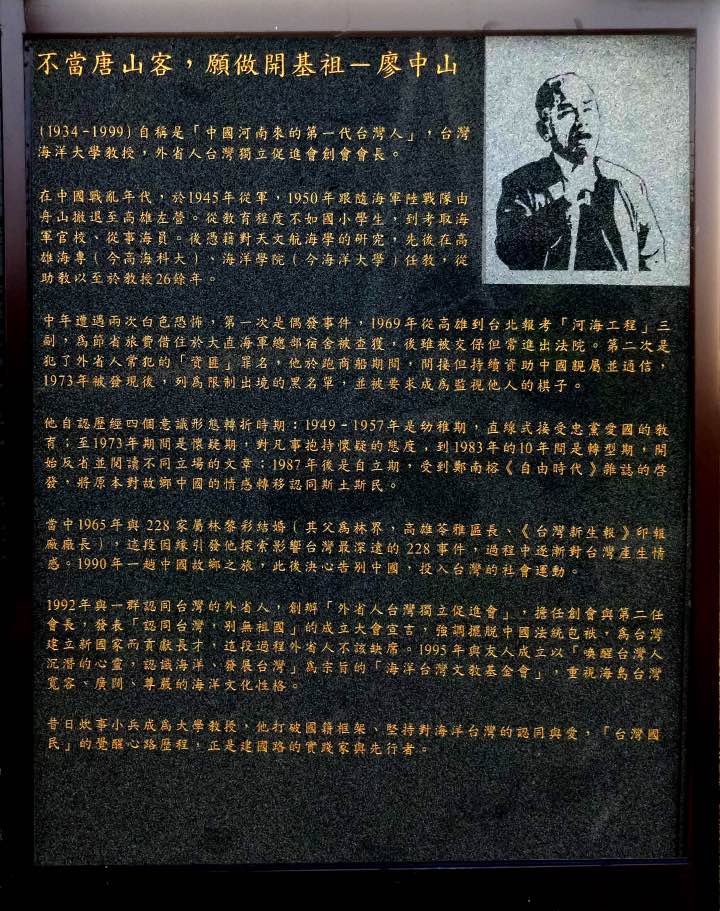 不當唐山客，願做開基祖－廖中山
(1934-1999)自稱是「中國河南來的第一代台灣人」，台灣
海洋大學教授，外省人台灣獨立促進會創會會長。
在中國戰亂年代，於1945年從軍，1950年跟隨海軍陸戰隊由
舟山撤退至高雄左營。從教育程度不如國小學生，到考取海
軍官校、從事海員。後憑藉對天文航海學的研究，先後在高
雄海專（今高海科大）、海洋學院（今海洋大學）任教，從
助教以至於教授26餘年。
中年遭遇兩次白色恐怖，第一次是偶發事件，1969年從高雄到台北報考「河海工程」三
副，為節省旅費借住於大直海軍總部宿舍被查獲，後雖被交保但常進出法院。第二次是
犯了外省人常犯的「資匪」罪名，他於跑商船期間，間接但持續資助中國親屬並通信，
1973年被發現後，列為限制出境的黑名單，並被要求成為監視他人的棋子。
他自認歷經四個意識形態轉折時期：1949－1957年是幼稚期，直線式接受忠黨愛國的教
育；至1973年期間是懷疑期，對凡事抱持懷疑的態度，到1983年的10年間是轉型期，開
始反省並閱讀不同立場的文章；1987年後是自立期，受到鄭南榕《自由時代》雜誌的啓
發，將原本對故鄉中國的情感轉移認同斯土斯民。
當中1965年與 228 家屬林黎彩結婚（其父為林界，高雄苓雅區長、《台灣新生報》印報
廠廠長），這段因緣引發他探索影響台灣最深遠的 228 事件，過程中逐漸對台灣產生情
感。1990年一趟中國故鄉之旅，此後決心告別中國，投入台灣的社會運動。
1992年與一群認同台灣的外省人，創辦「外省人台灣獨立促進會」，擔任創會與第二任
會長，發表「認同台灣，別無祖國」的成立大會宣言，強調擺脫中國法統包袱，為台灣
建立新國家而貢獻長才，這段過程外省人不該缺席。1995年與友人成立以「喚醒台灣人
沉潛的心靈，認識海洋、發展台灣」為宗旨的「海洋台灣文教基金會」，重視海島台灣
寬容、廣闊、尊嚴的海洋文化性格。
昔日炊事小兵成為大學教授，他打破國籍框架、堅持對海洋台灣的認同與愛，「台灣國
民」的覺醒心路歷程，正是建國路的實踐家與先行者。